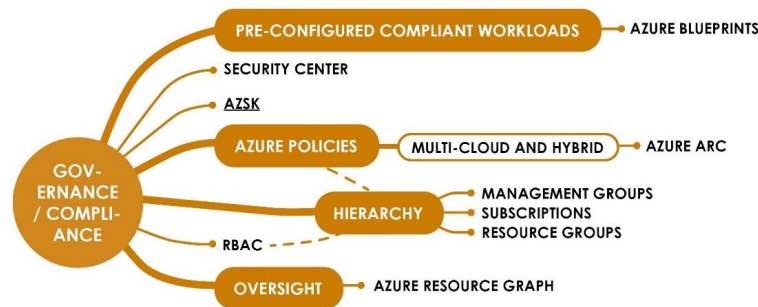 PRE-CONFIGURED COMPLIANT WORKLOADS
AZURE BLUEPRINTS
SECURITY CENTER
AZSK
AZURE POLICIES
MULTI-CLOUD AND HYBRID
AZURE ARC
GOV-
ERNANCE
/ COMPLI-
ANCE
HIERARCHY
MANAGEMENT GROUPS
SUBSCRIPTIONS
RESOURCE GROUPS
RBAC
OVERSIGHT
AZURE RESOURCE GRAPH